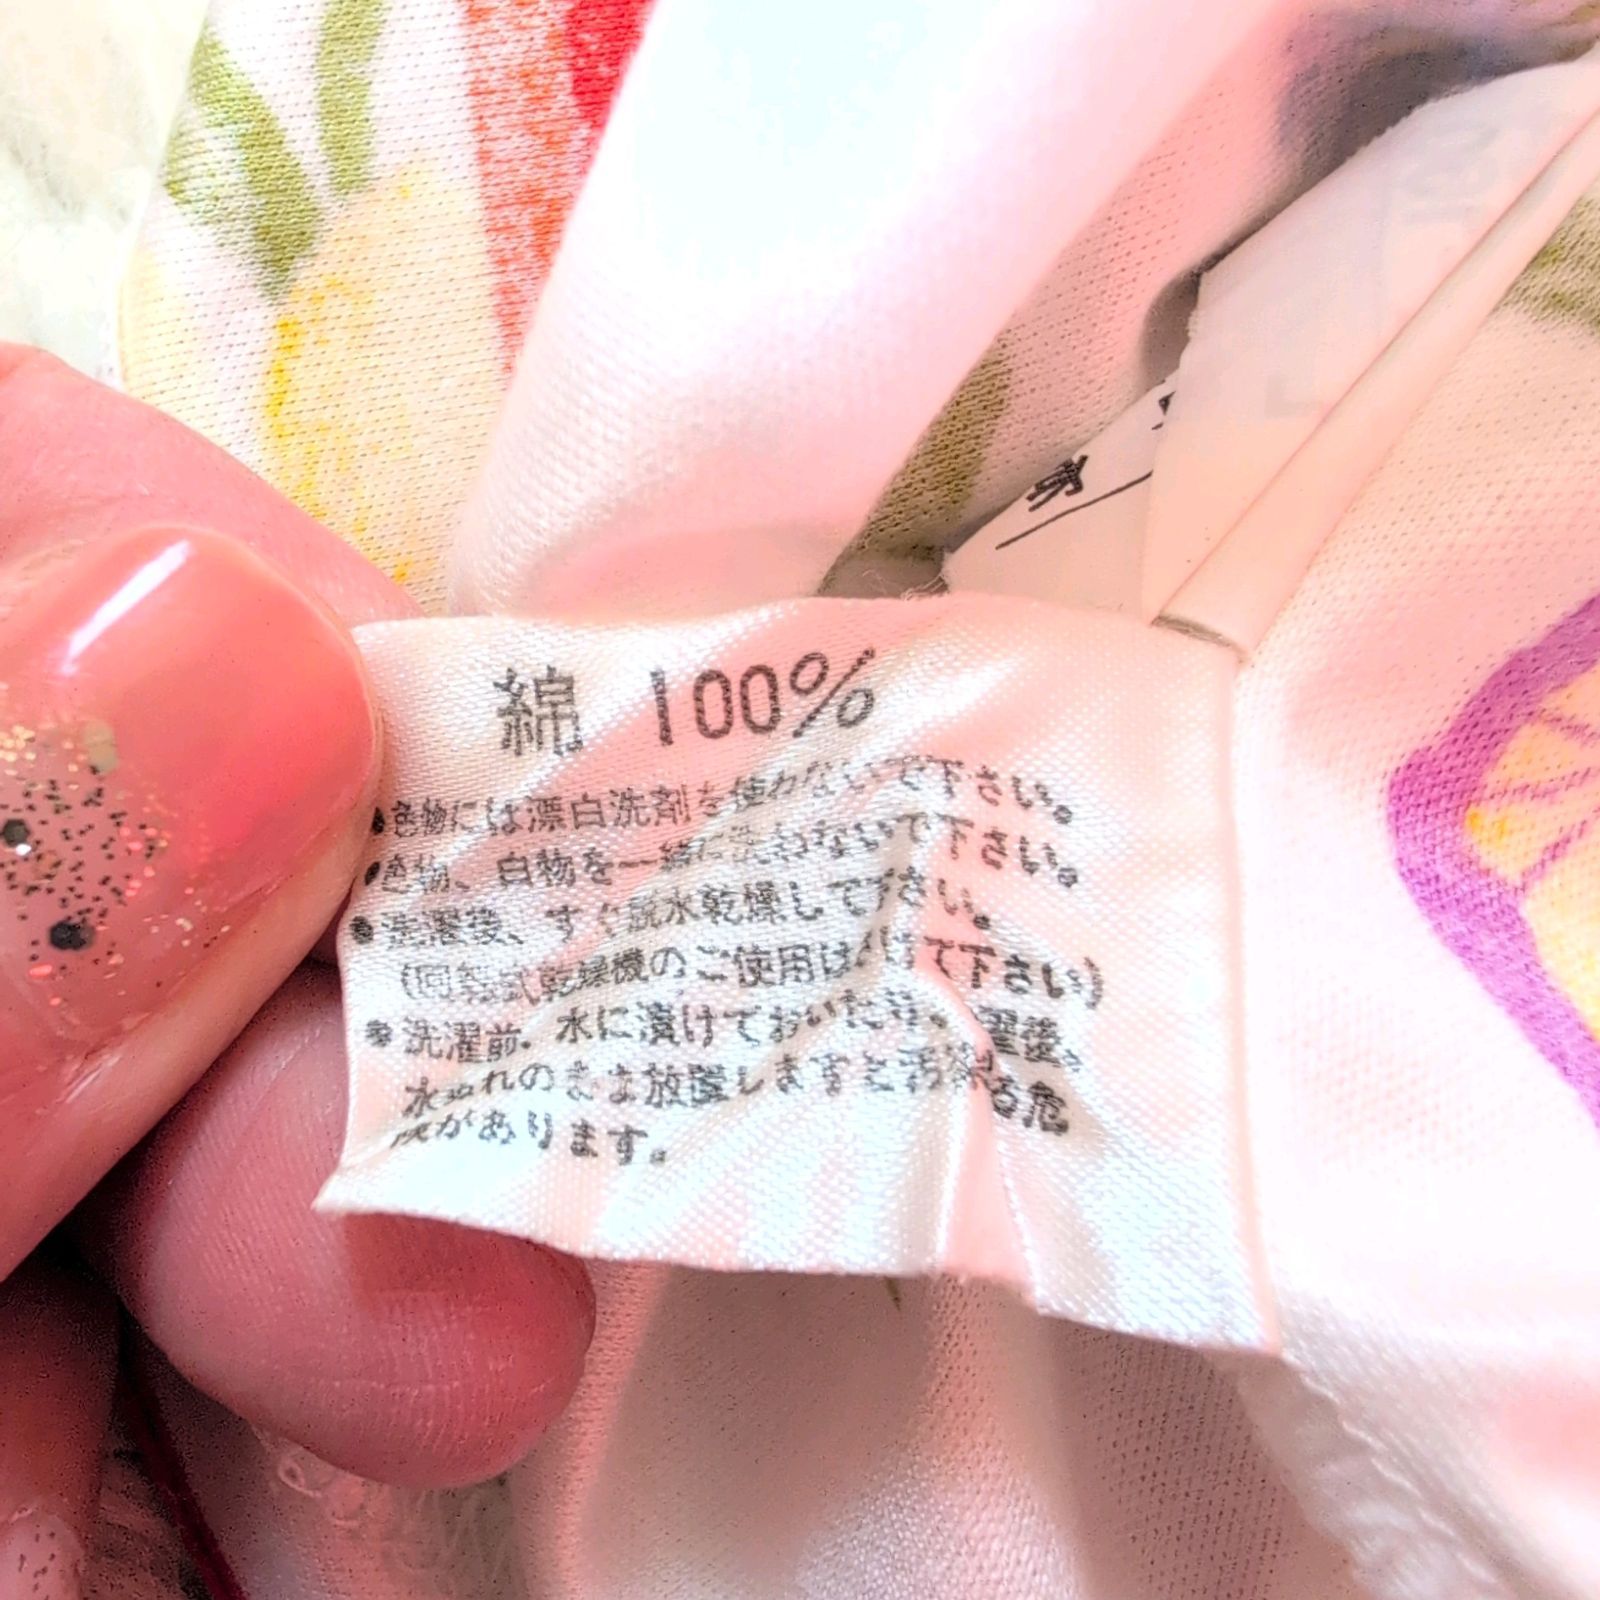 綿 100%
●色物には漂白洗剤を使わないで下さい。
●色物、白物を一緒に洗わないで下さい。
●洗濯後、すぐ脱水乾燥して下さい。
(回転式乾燥機のご使用はさけて下さい)
●洗濯前、水に漬けておいたり、濯後、
水ぬれのまま放置しますと移る危
険があります。